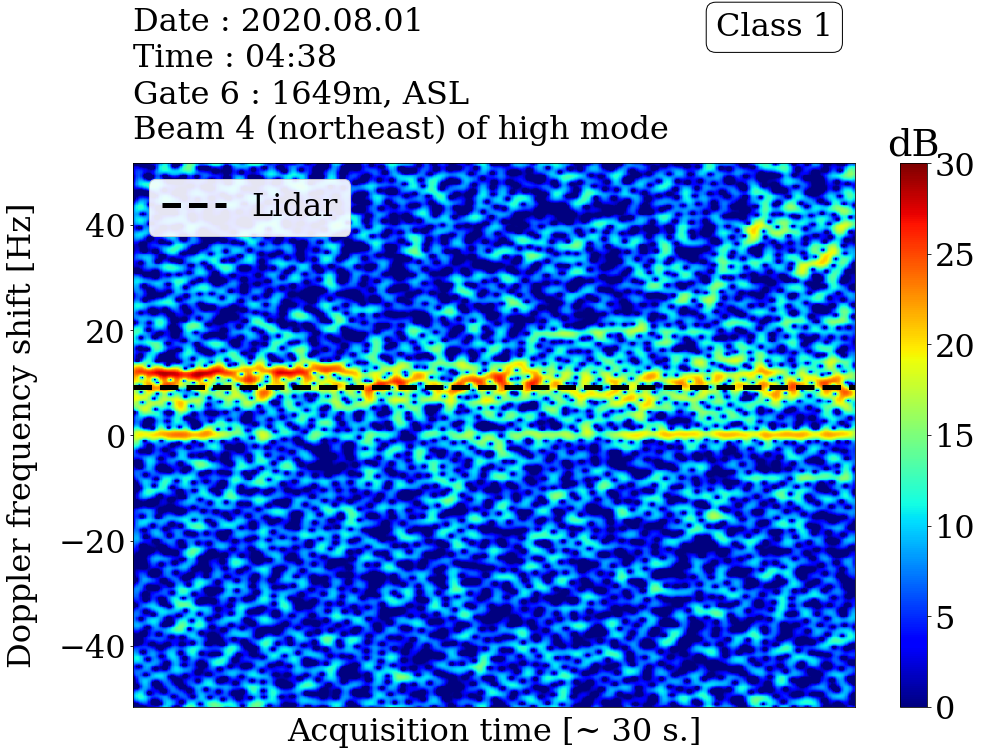 Date : 2020.08.01
Time : 04:38
Gate 6 : 1649m, ASL
Beam 4 (northeast) of high mode
Class 1
dB
Lidar
Doppler frequency shift [Hz]
40
20
0
−20
−40
30
25
20
15
10
5
0
Acquisition time [~ 30 s.]